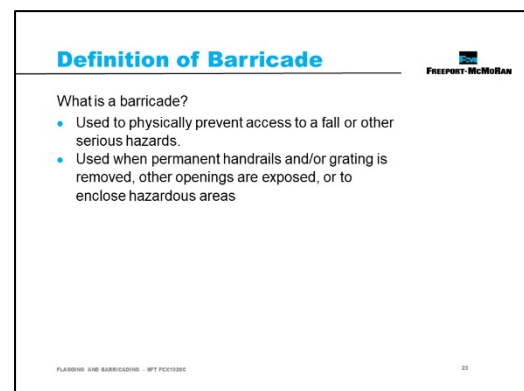 Definition of Barricade
FCX
FREEPORT-MCMORAN
What is a barricade?
• Used to physically prevent access to a fall or other
serious hazards.
• Used when permanent handrails and/or grating is
removed, other openings are exposed, or to
enclose hazardous areas
FLAGGING AND BARRICADING - SFT FCX1020C
23